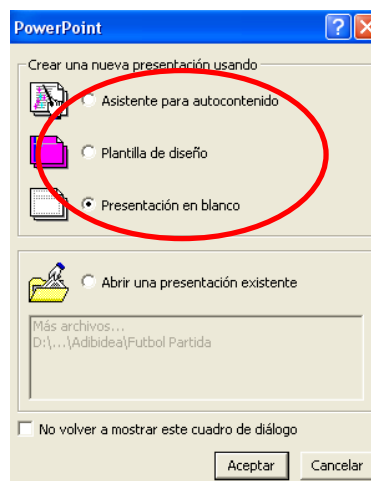 PowerPoint
Crear una nueva presentación usando
Asistente para autocontenido
Plantilla de diseño
Presentación en blanco
Abrir una presentación existente
Más archivos...
D:\...\Adibidea\Futbol Partida
No volver a mostrar este cuadro de diálogo
Aceptar Cancelar